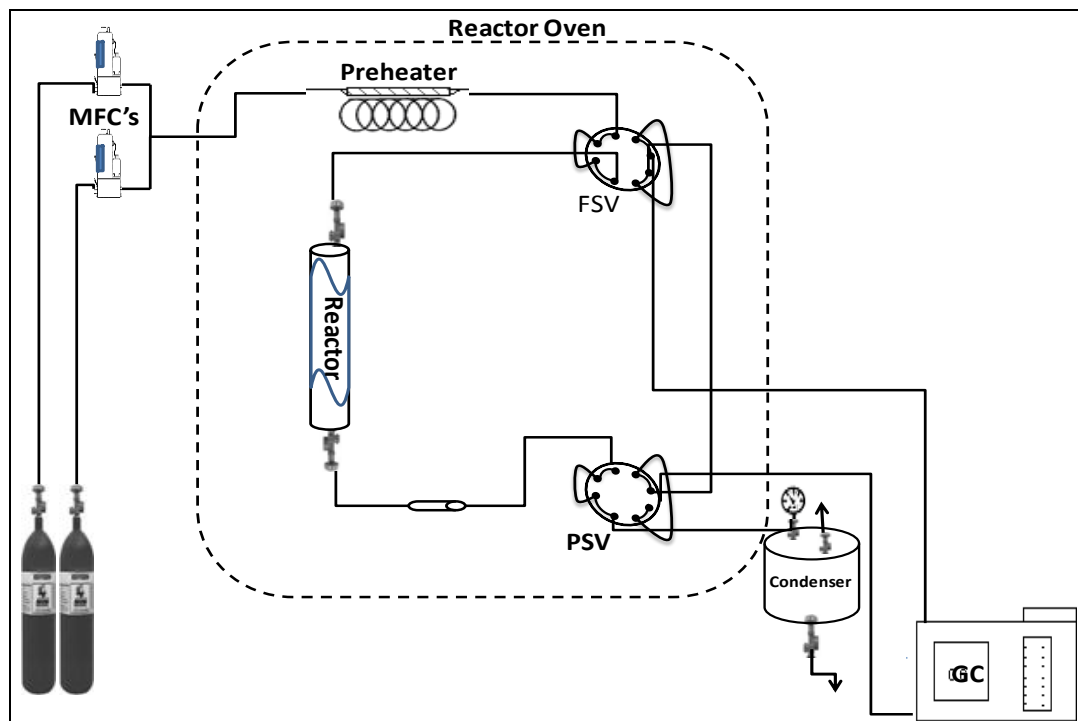 Reactor Oven
Preheater
MFC's
FSV
Reactor
PSV
Condenser
GC